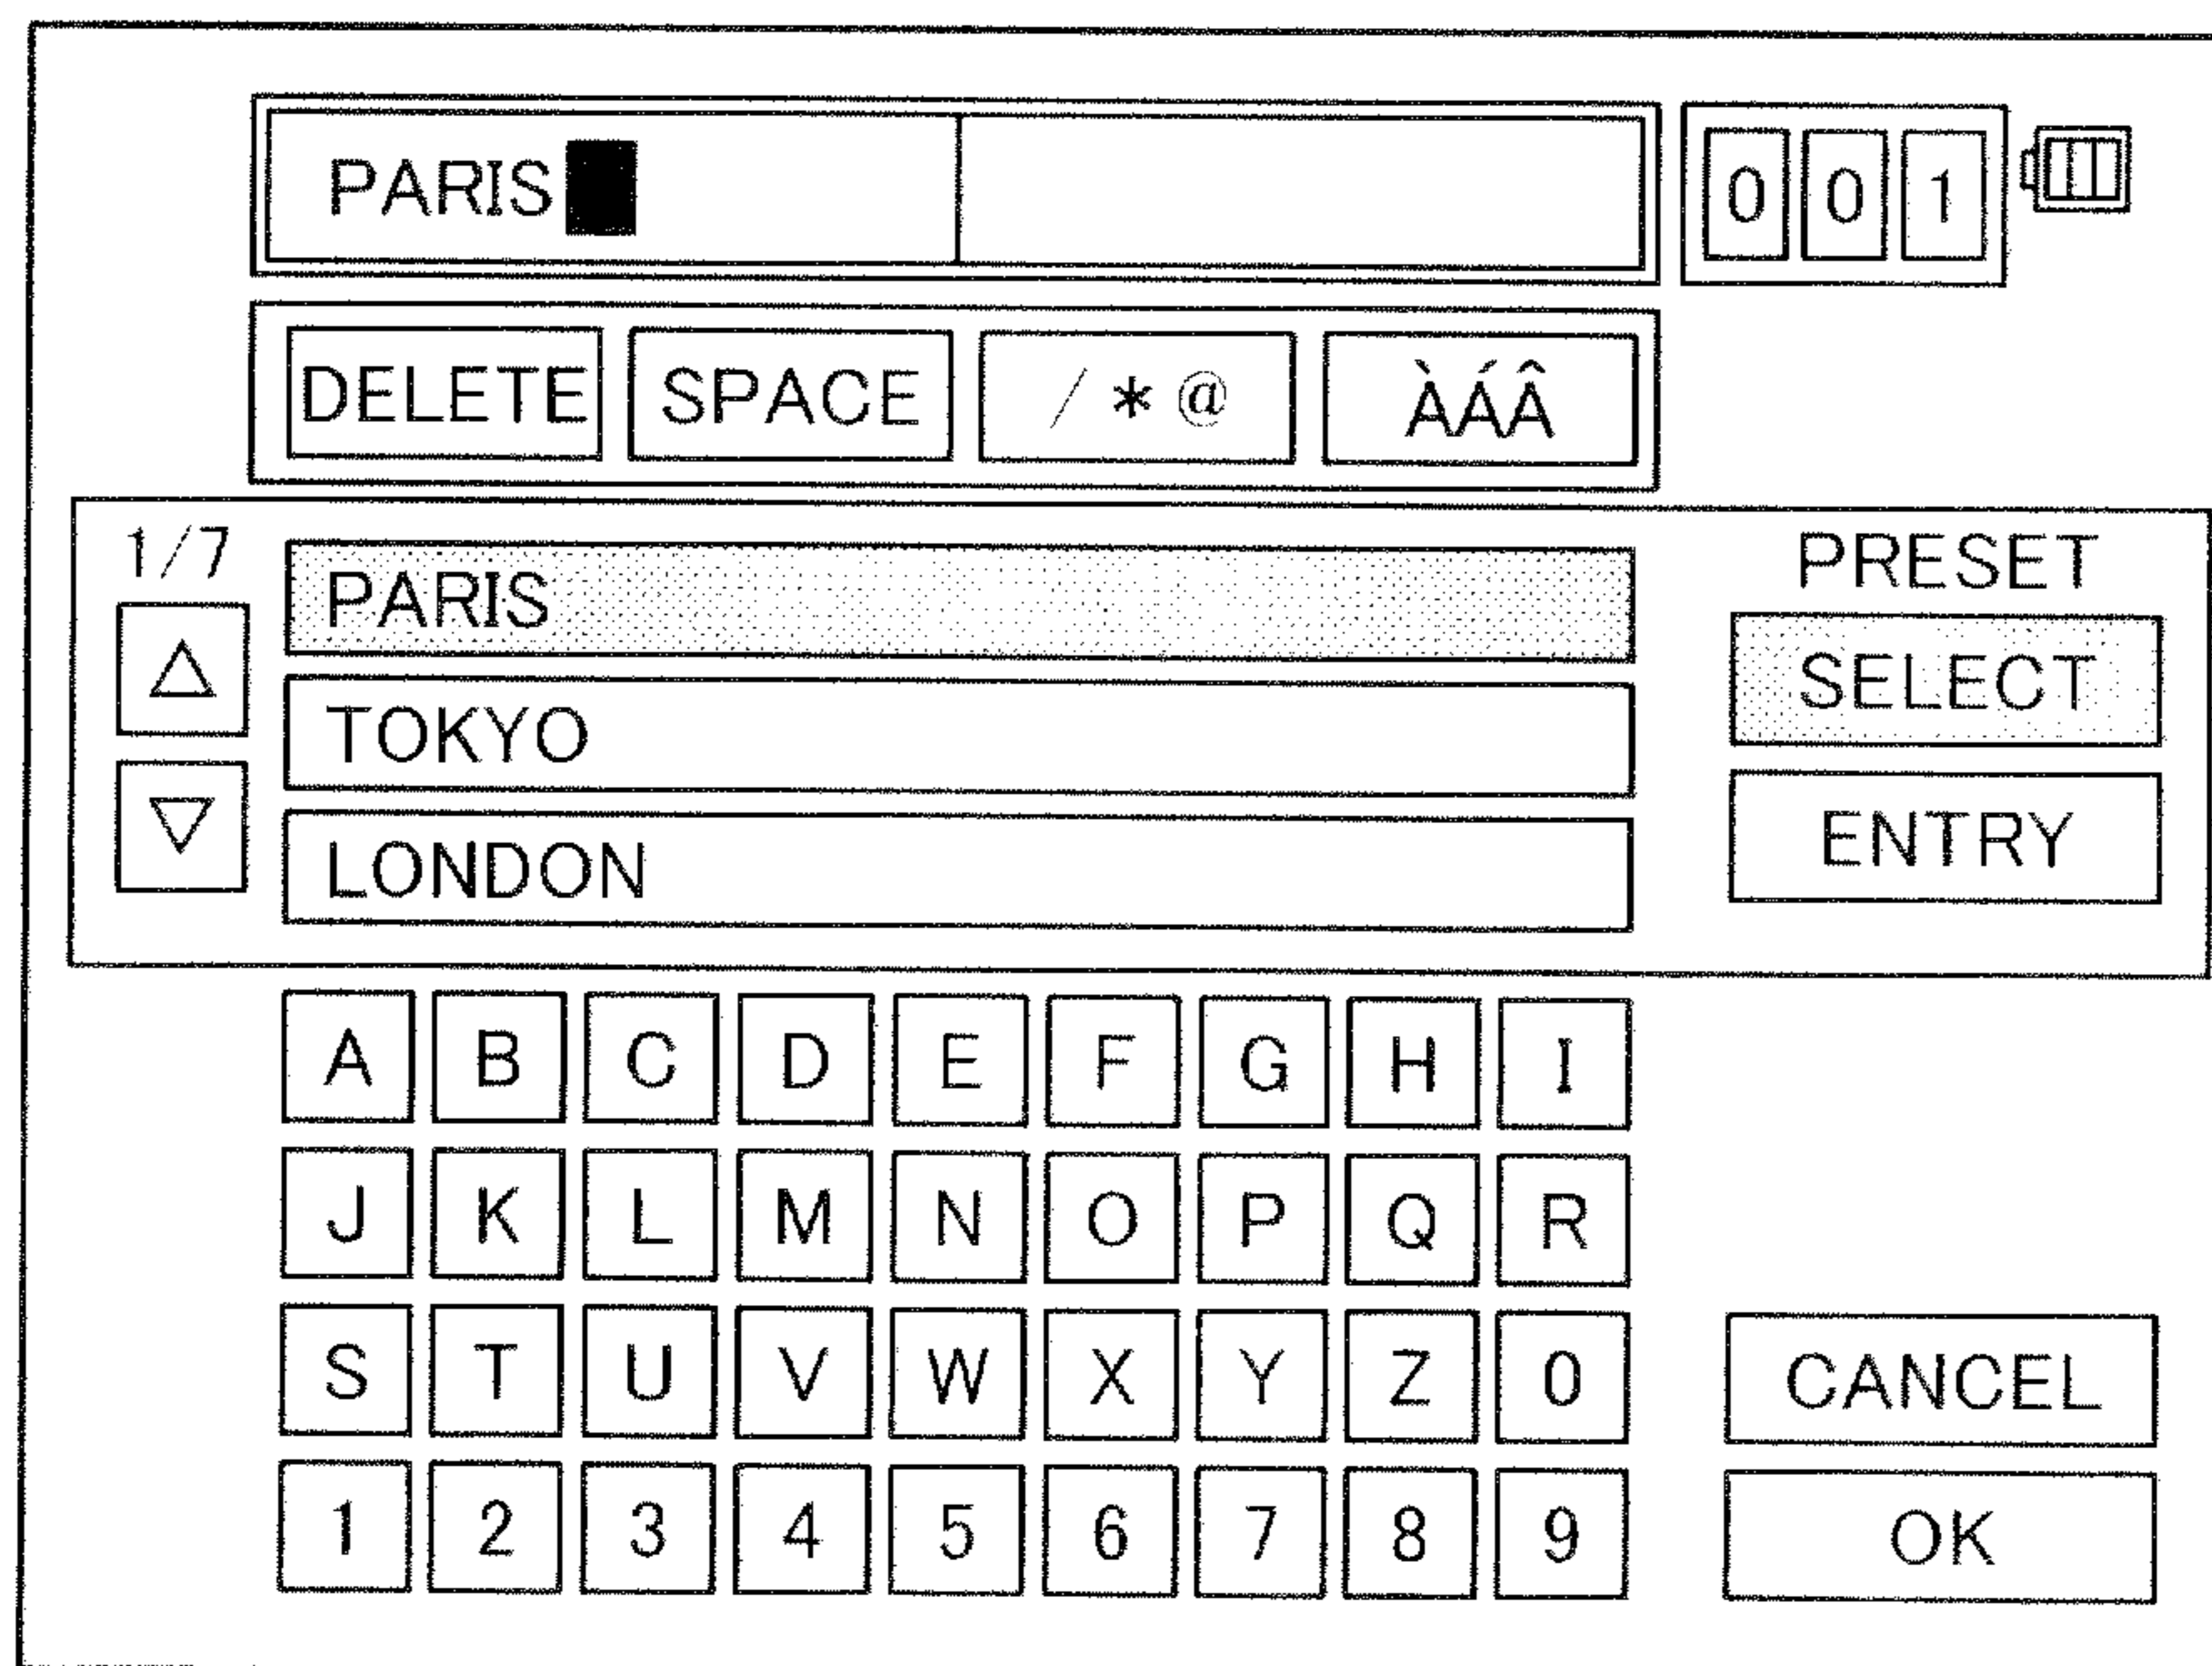 PARIS 0 0 1
DELETE SPACE / * @ ÀÁÂ
1/7
PARIS
TOKYO
LONDON
PRESET
SELECT
ENTRY
A B C D E F G H I
J K L M N O P Q R
S T U V W X Y Z 0
1 2 3 4 5 6 7 8 9
CANCEL
OK